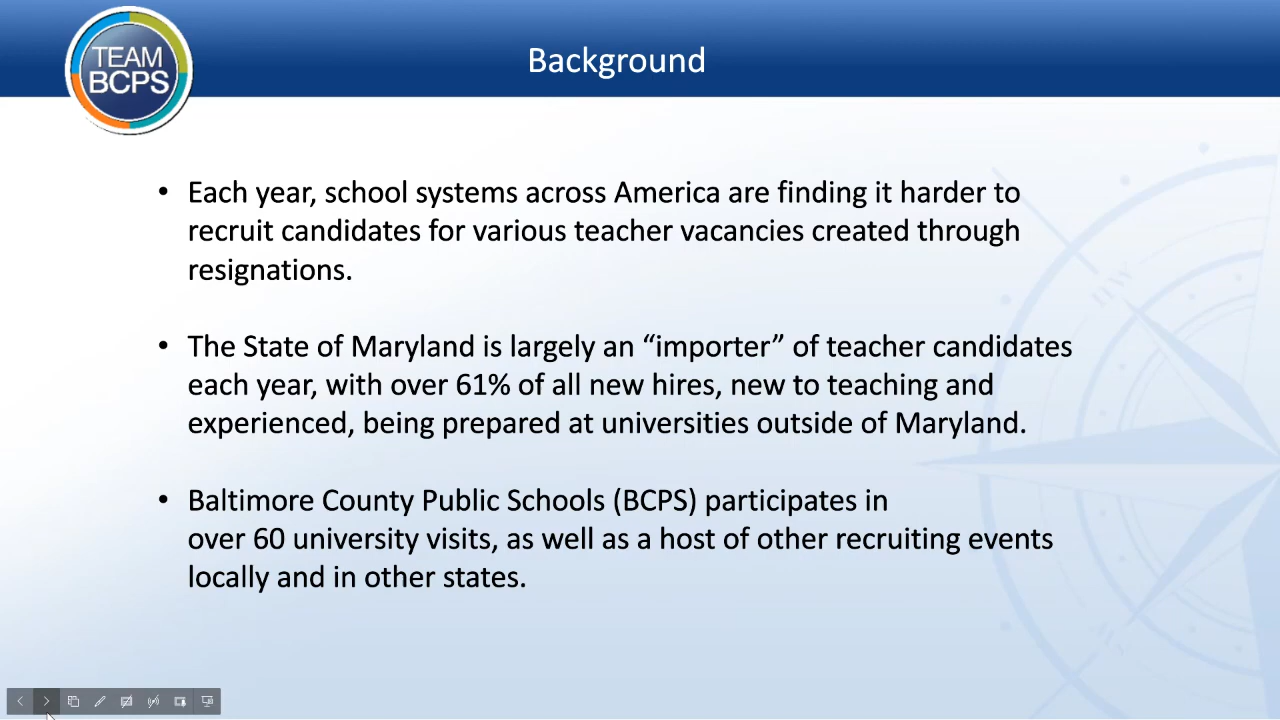 TEAM
BCPS
Background
• Each year, school systems across America are finding it harder to
recruit candidates for various teacher vacancies created through
resignations.
• The State of Maryland is largely an “importer” of teacher candidates
each year, with over 61% of all new hires, new to teaching and
experienced, being prepared at universities outside of Maryland.
• Baltimore County Public Schools (BCPS) participates in
over 60 university visits, as well as a host of other recruiting events
locally and in other states.